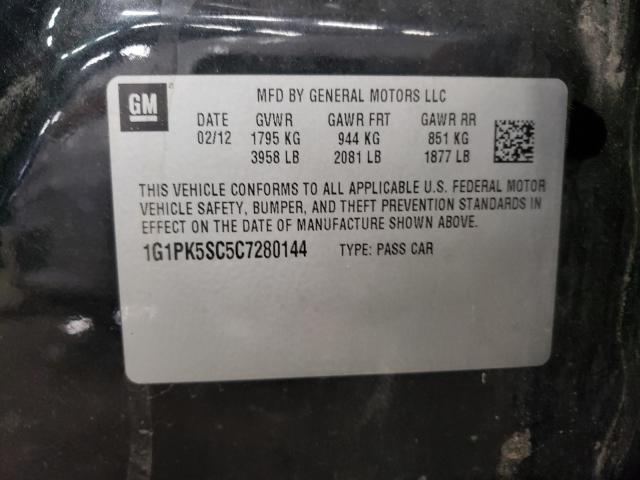 GM
MFD BY GENERAL MOTORS LLC
DATE GVWR GAWR FRT GAWR RR
02/12 1795 KG 944 KG 851 KG
3958 LB 2081 LB 1877 LB
THIS VEHICLE CONFORMS TO ALL APPLICABLE U.S. FEDERAL MOTOR
VEHICLE SAFETY, BUMPER, AND THEFT PREVENTION STANDARDS IN
EFFECT ON THE DATE OF MANUFACTURE SHOWN ABOVE.
1G1PK5SC5C7280144 TYPE: PASS CAR